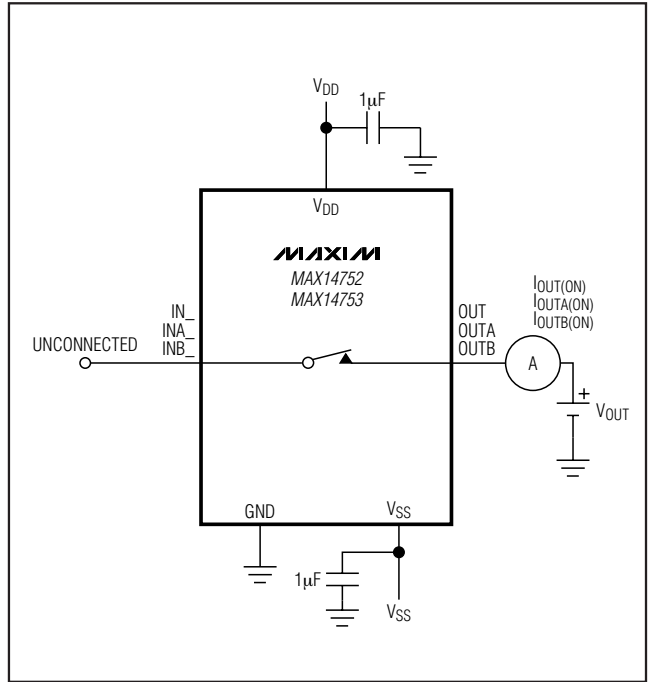 VDD
1μF
VDD
MAXIM
MAX14752
MAX14753
IN_
INA_
INB_
UNCONNECTED
OUT
OUTA
OUTB
IOUT(ON)
IOUTA(ON)
IOUTB(ON)
A
+
VOUT
GND
VSS
1μF
VSS